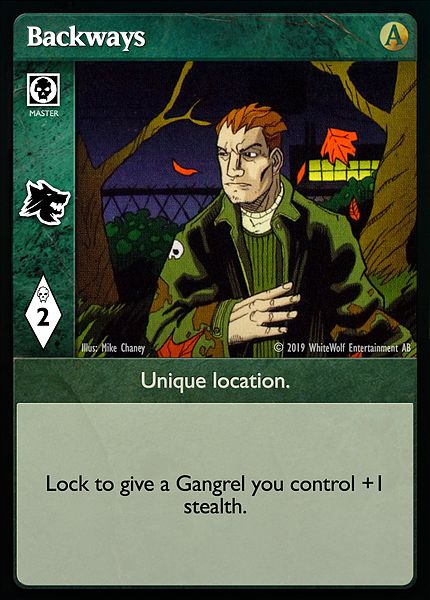 Backways
A
MASTER
2
Illus: Mike Chaney
© 2019 WhiteWolf Entertainment AB
Unique location.
Lock to give a Gangrel you control +1
stealth.